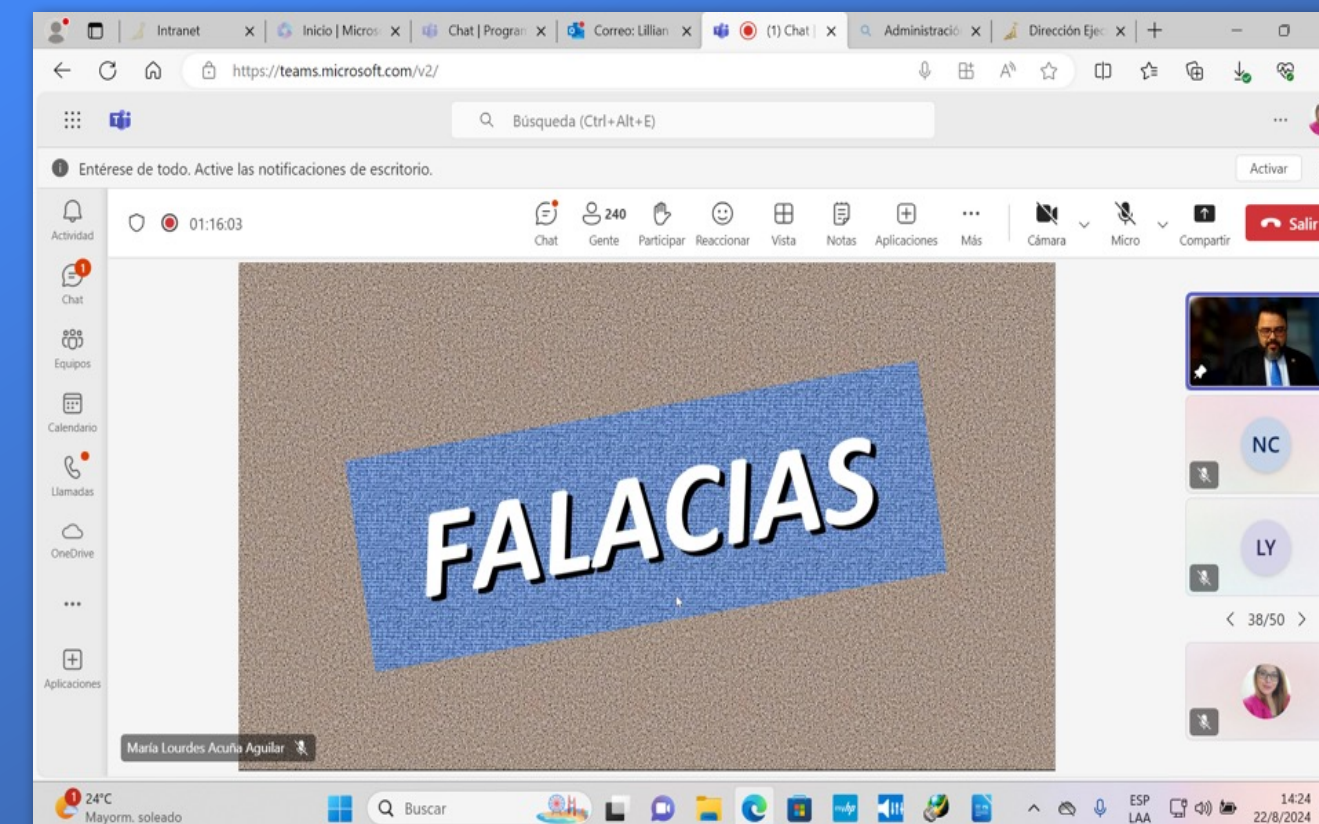 Intranet
Inicio | Micros
Chat | Program
Correo: Lillian
(1) Chat |
Administració
Dirección Ejec
https://teams.microsoft.com/v2/
Búsqueda (Ctrl+Alt+E)
Entérese de todo. Active las notificaciones de escritorio.
Activar
01:16:03
240
Chat
Gente
Participar
Reaccionar
Vista
Notas
Aplicaciones
Más
Cámara
Micro
Compartir
Salir
Actividad
1
Chat
Equipos
Calendario
Llamadas
OneDrive
Aplicaciones
FALACIAS
María Lourdes Acuña Aguilar
NC
LY
38/50
1
24°C
Mayorm. soleado
Buscar
ESP
LAA
14:24
22/8/2024